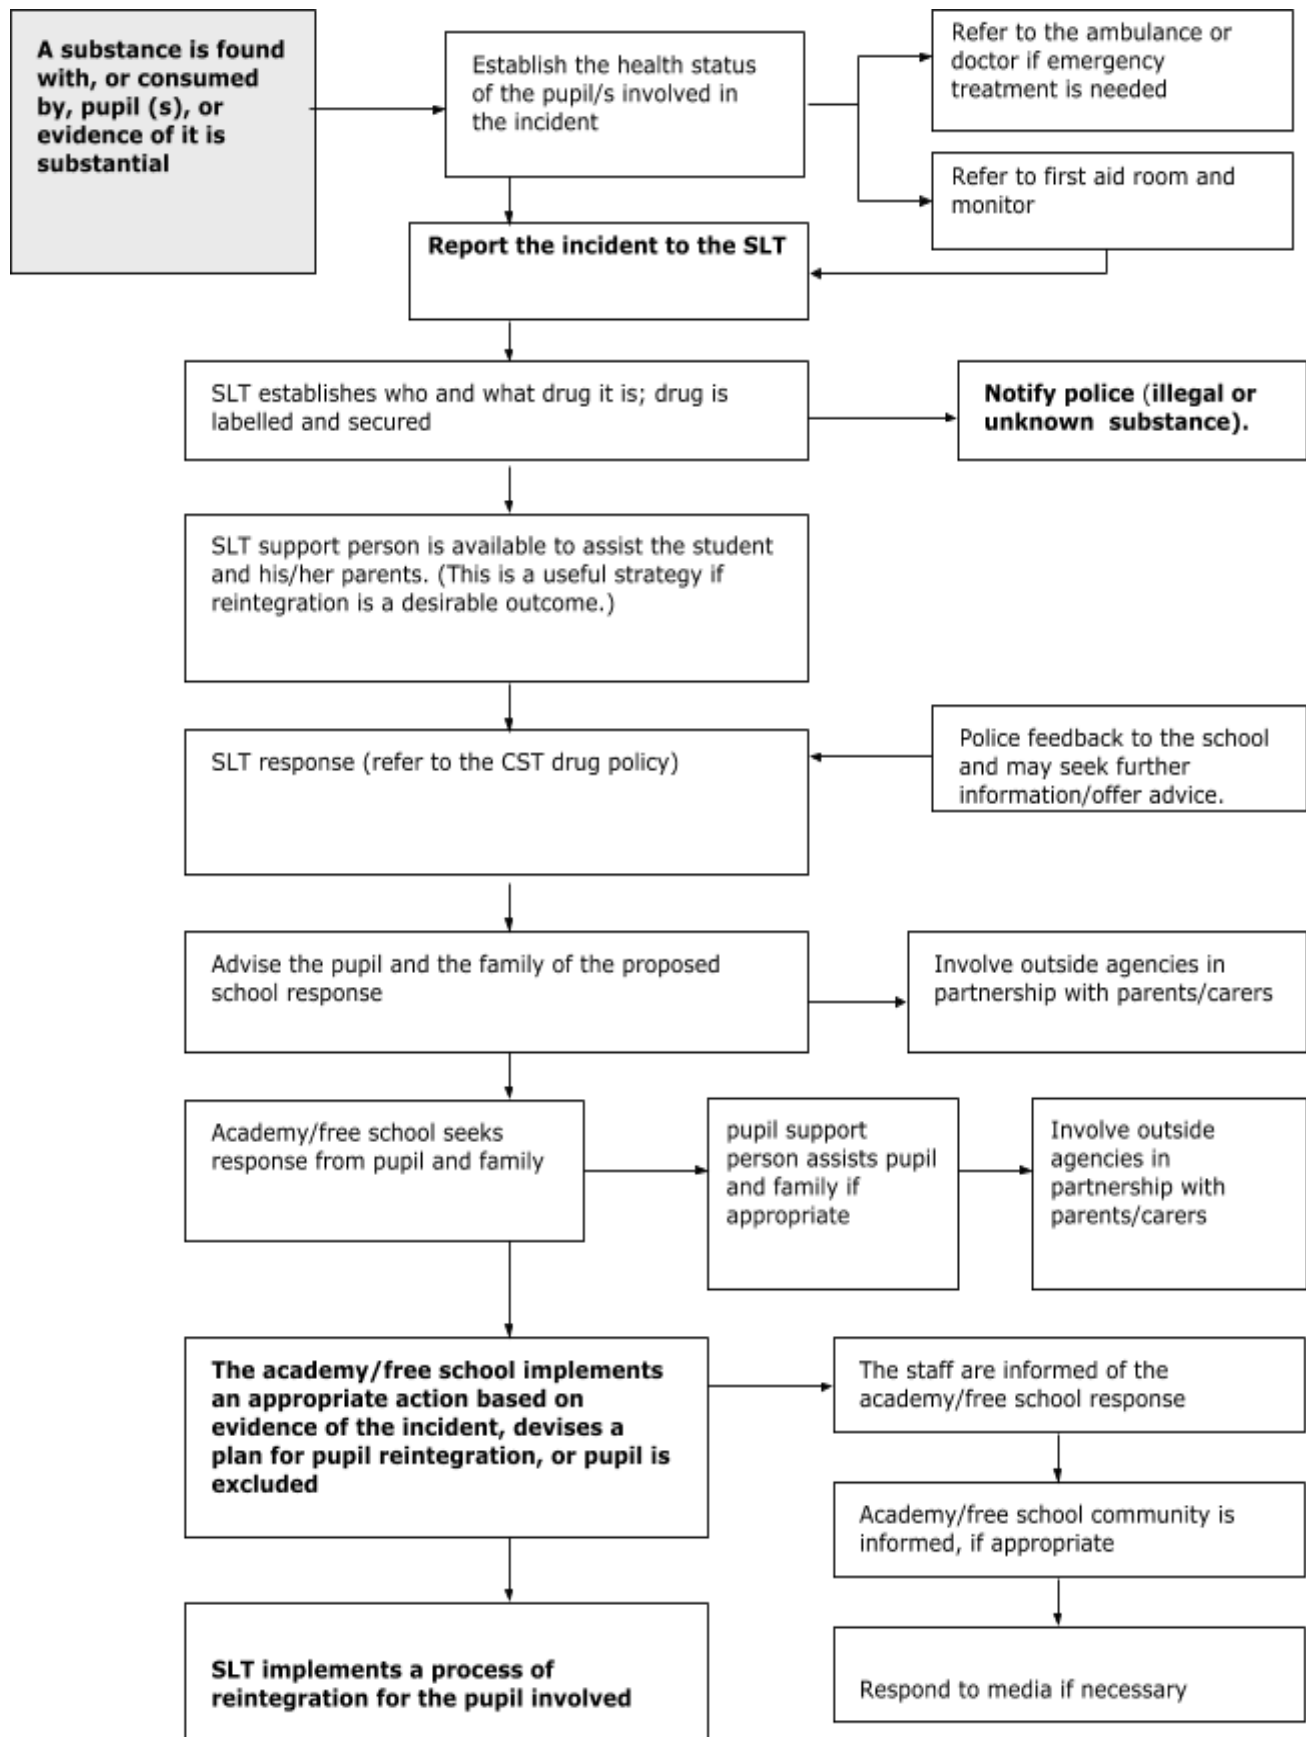 A substance is found
with, or consumed
by, pupil (s), or
evidence of it is
substantial
Establish the health status
of the pupil/s involved in
the incident
Refer to the ambulance or
doctor if emergency
treatment is needed
Refer to first aid room and
monitor
Report the incident to the SLT
SLT establishes who and what drug it is; drug is
labelled and secured
Notify police (illegal or
unknown substance).
SLT support person is available to assist the student
and his/her parents. (This is a useful strategy if
reintegration is a desirable outcome.)
SLT response (refer to the CST drug policy)
Police feedback to the school
and may seek further
information/offer advice.
Advise the pupil and the family of the proposed
school response
Involve outside agencies in
partnership with parents/carers
Academy/free school seeks
response from pupil and family
pupil support
person assists pupil
and family if
appropriate
Involve outside
agencies in
partnership with
parents/carers
The academy/free school implements
an appropriate action based on
evidence of the incident, devises a
plan for pupil reintegration, or pupil is
excluded
The staff are informed of the
academy/free school response
Academy/free school community is
informed, if appropriate
SLT implements a process of
reintegration for the pupil involved
Respond to media if necessary